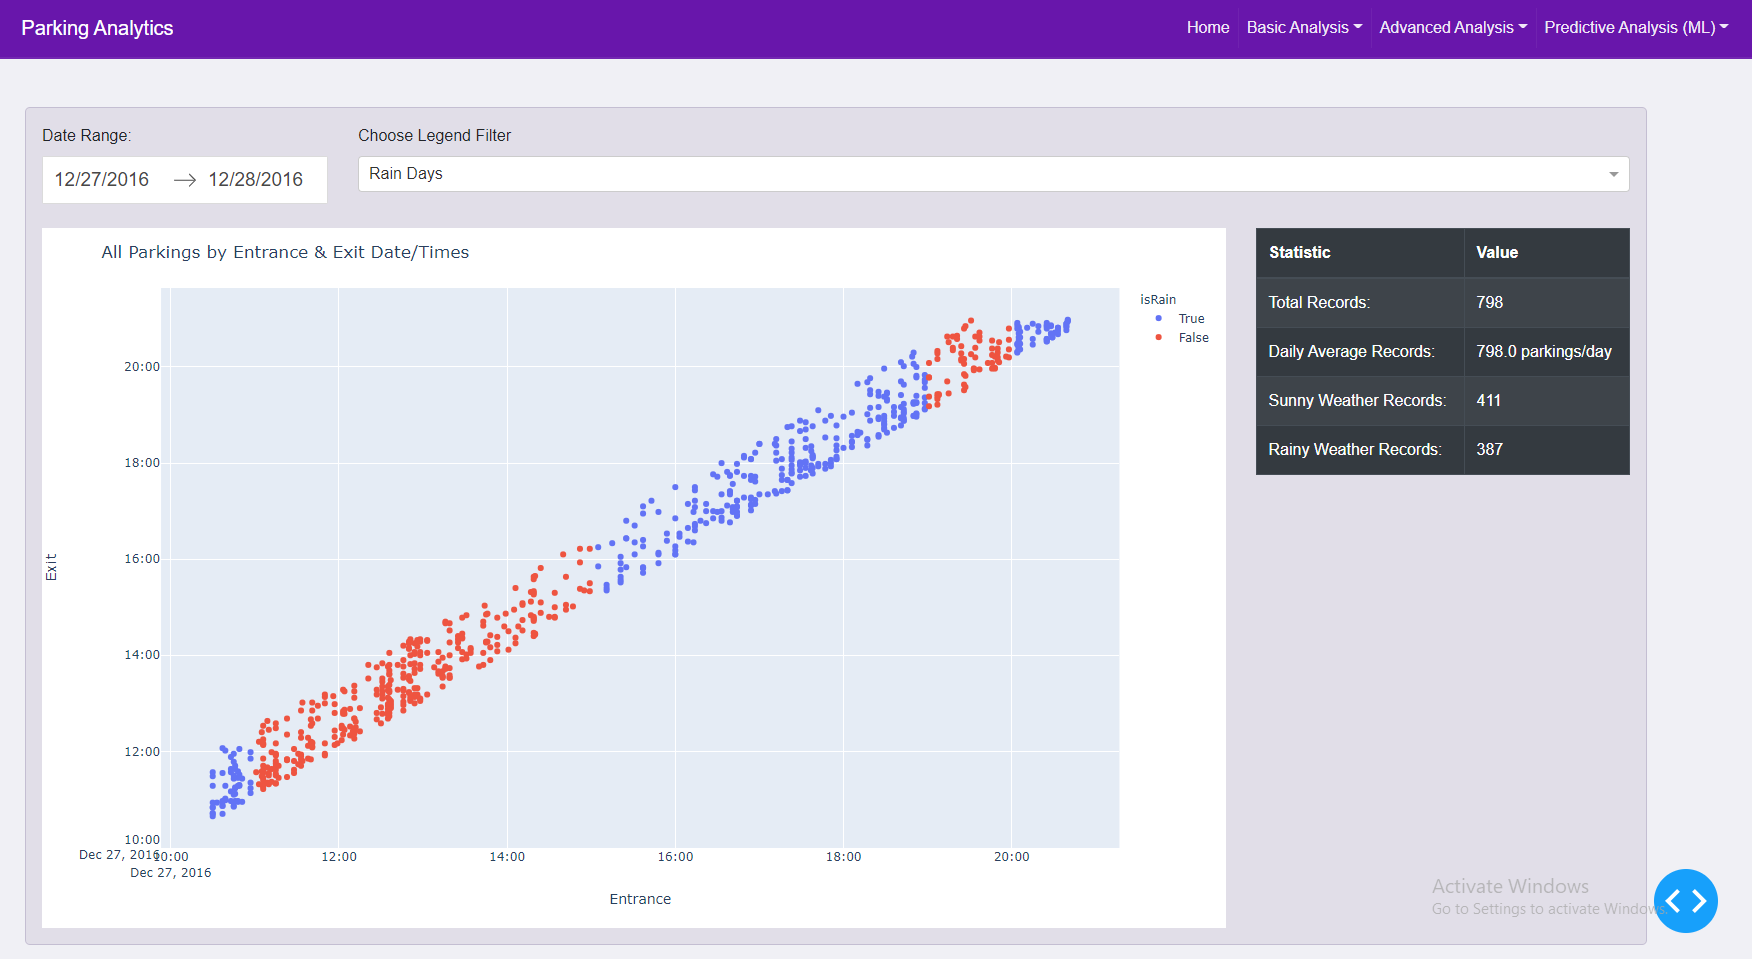 Parking Analytics
Home Basic Analysis Advanced Analysis Predictive Analysis (ML)
Date Range:
Choose Legend Filter
12/27/2016 → 12/28/2016
Rain Days
All Parkings by Entrance & Exit Date/Times
isRain
True
False
20:00
18:00
16:00
14:00
12:00
10:00
Dec 27, 2016
Exit
10:00 12:00 14:00 16:00 18:00 20:00
Dec 27, 2016
Entrance
Statistic Value
Total Records: 798
Daily Average Records: 798.0 parkings/day
Sunny Weather Records: 411
Rainy Weather Records: 387
Activate Windows
Go to Settings to activate Windows.